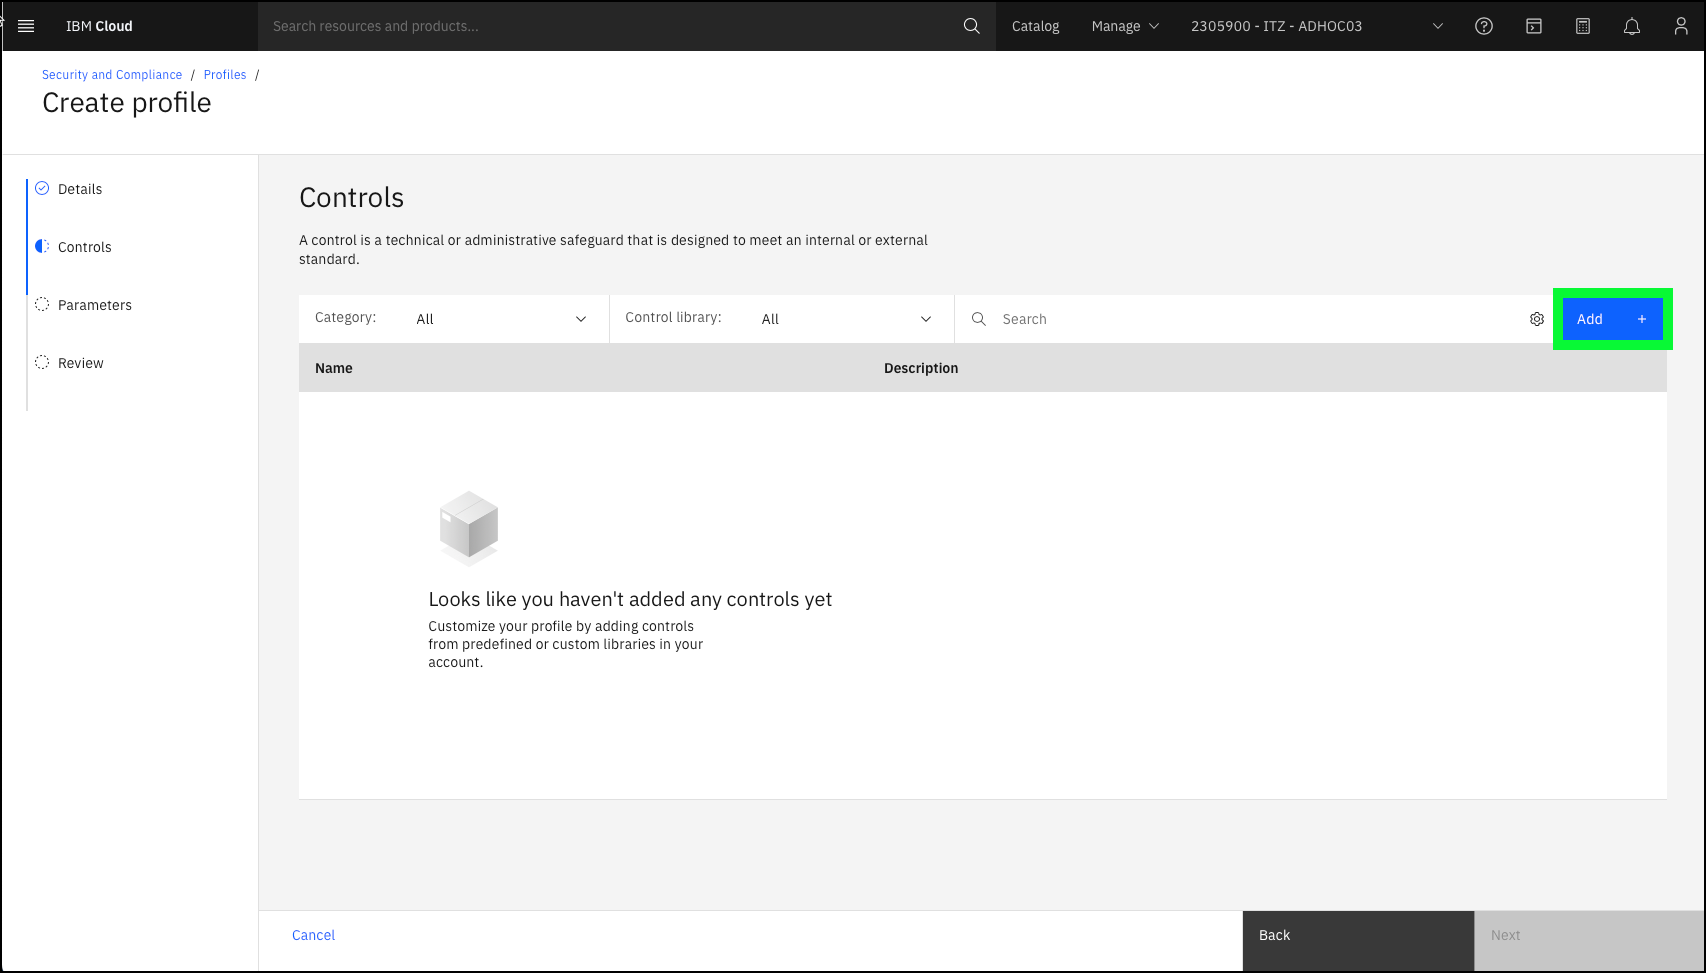 IBM Cloud
Search resources and products...
Catalog
Manage
2305900 - ITZ - ADHOC03
Security and Compliance / Profiles /
Create profile
Details
Controls
Parameters
Review
Controls
A control is a technical or administrative safeguard that is designed to meet an internal or external
standard.
Category: All
Control library: All
Search
Add +
Name Description
Looks like you haven't added any controls yet
Customize your profile by adding controls
from predefined or custom libraries in your
account.
Cancel
Back
Next